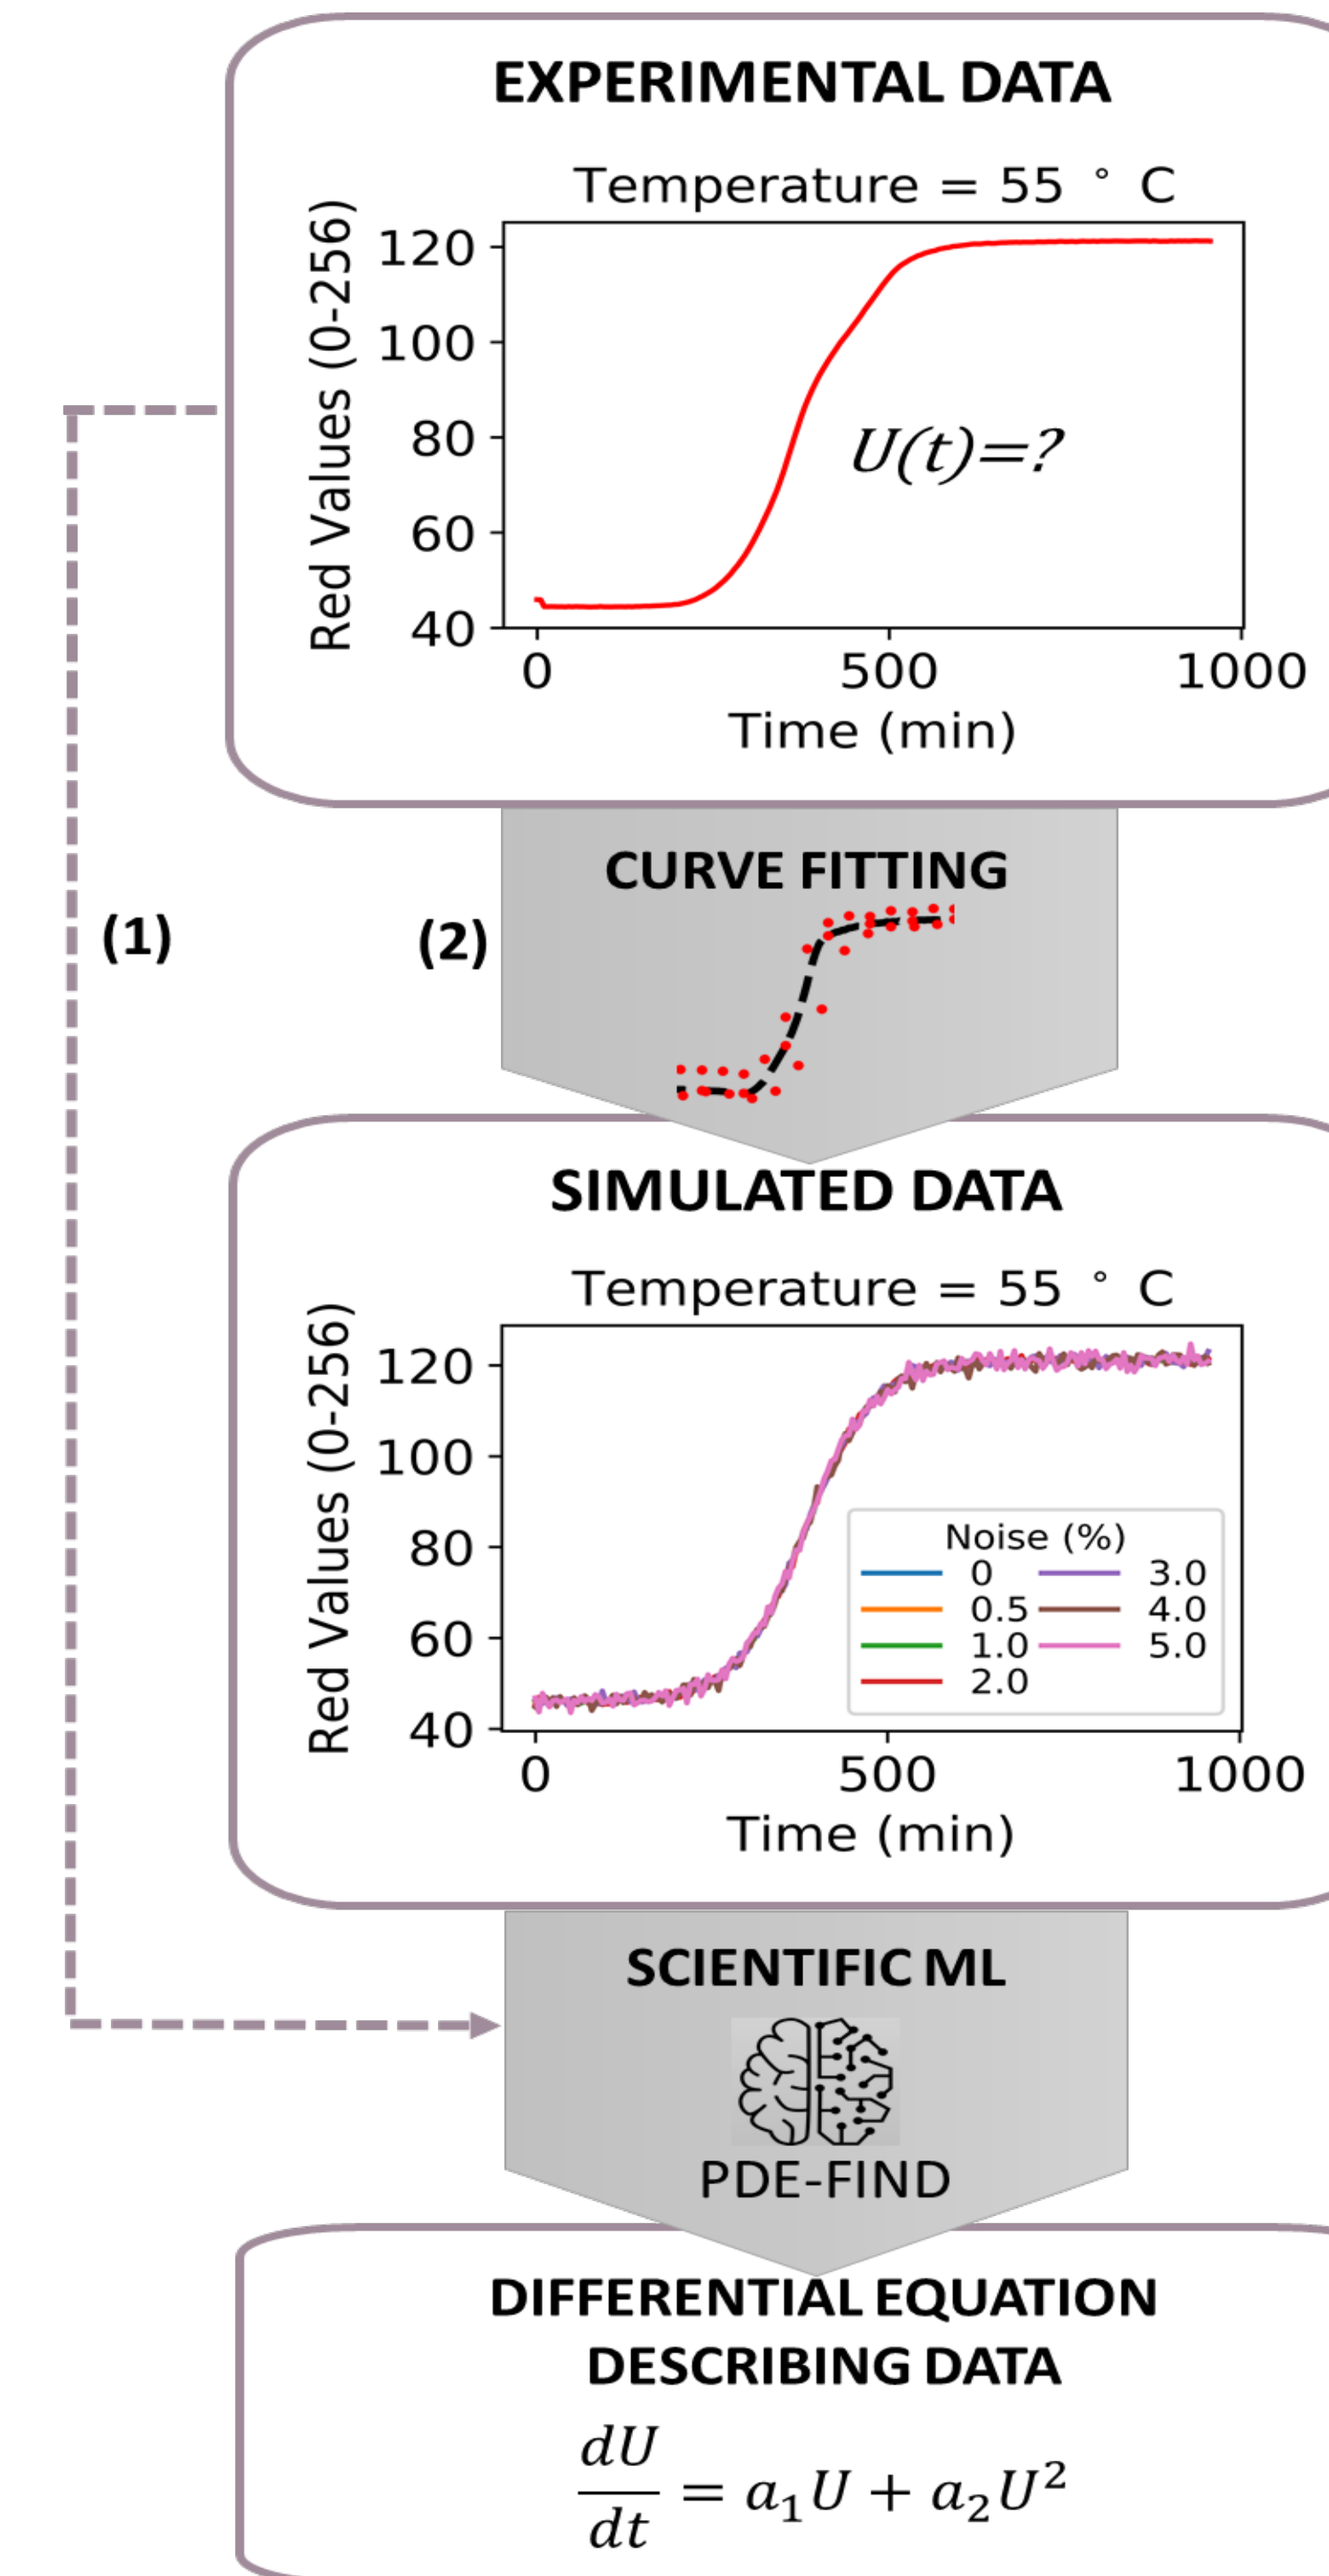 EXPERIMENTAL DATA
Temperature = 55 ° C
Red Values (0-256)
120
100
80
60
40
U(t)=?
0 500 1000
Time (min)
(1)
(2)
CURVE FITTING
SIMULATED DATA
Temperature = 55 ° C
Red Values (0-256)
120
100
80
60
40
Noise (%)
0 3.0
0.5 4.0
1.0 5.0
2.0
0 500 1000
Time (min)
SCIENTIFIC ML
PDE-FIND
DIFFERENTIAL EQUATION
DESCRIBING DATA
dU/dt = a₁U + a₂U²